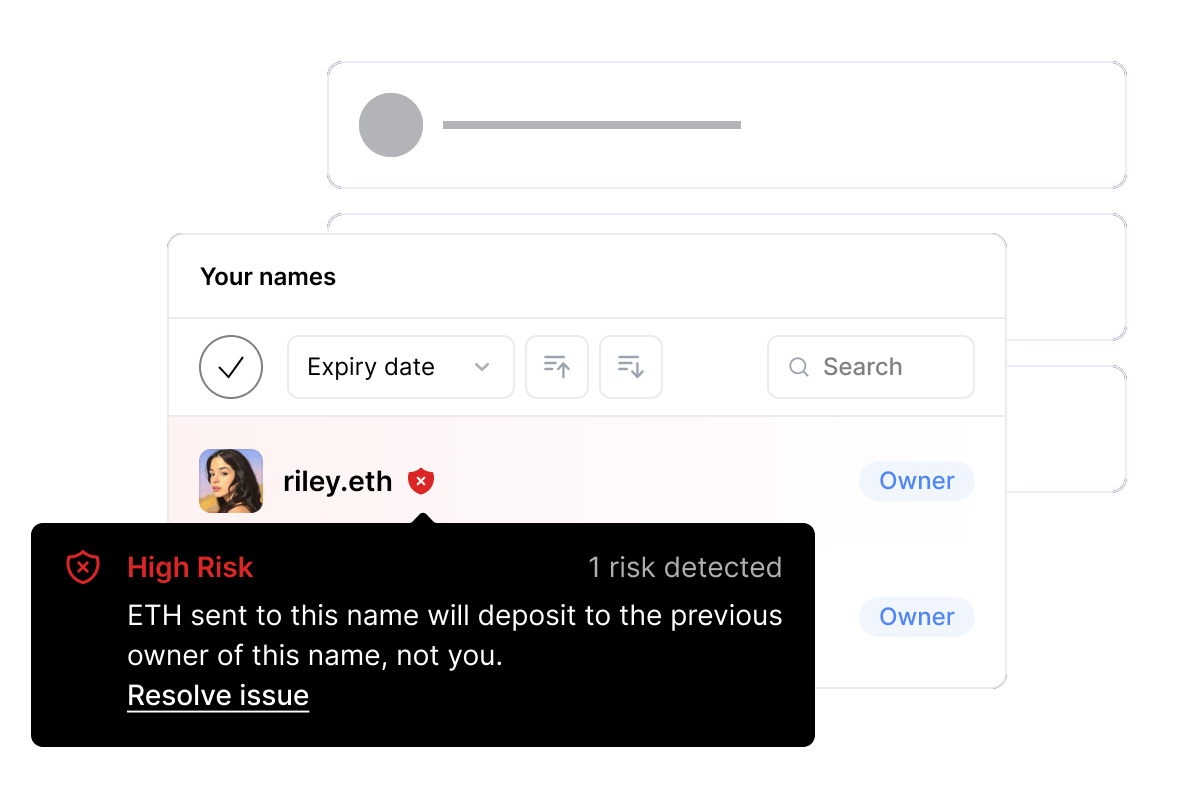 Your names
Expiry date
Search
riley.eth
Owner
High Risk
1 risk detected
ETH sent to this name will deposit to the previous
owner of this name, not you.
Resolve issue
Owner